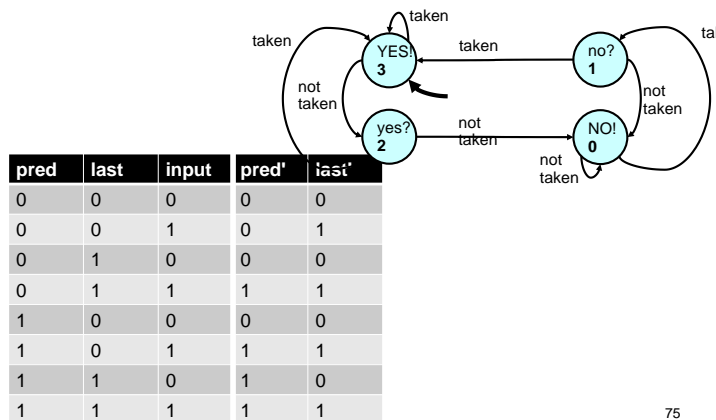 taken
taken
YES!
3
taken
no?
1
not
taken
not
taken
yes?
2
not
taken
NO!
0
not
taken
pred last input pred' last'
0 0 0 0 0
0 0 1 0 1
0 1 0 0 0
0 1 1 1 1
1 0 0 0 0
1 0 1 1 1
1 1 0 1 0
1 1 1 1 1
75